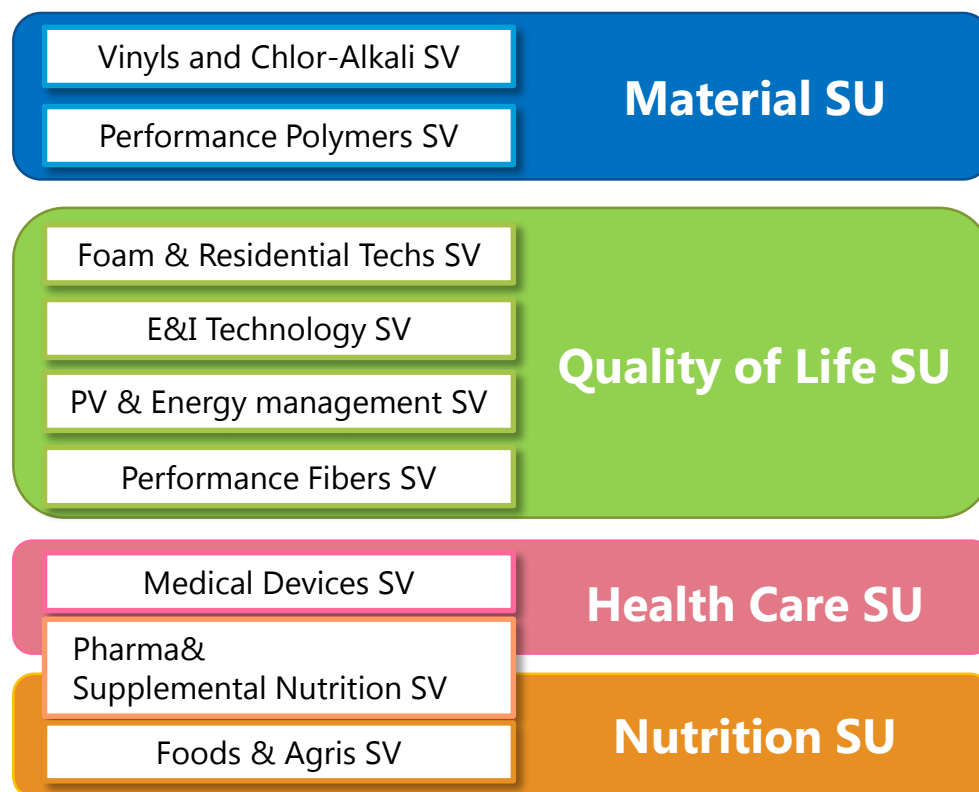 Vinyls and Chlor-Alkali SV
Performance Polymers SV
Material SU
Foam & Residential Techs SV
E&I Technology SV
PV & Energy management SV
Performance Fibers SV
Quality of Life SU
Medical Devices SV
Health Care SU
Pharma&
Supplemental Nutrition SV
Foods & Agris SV
Nutrition SU